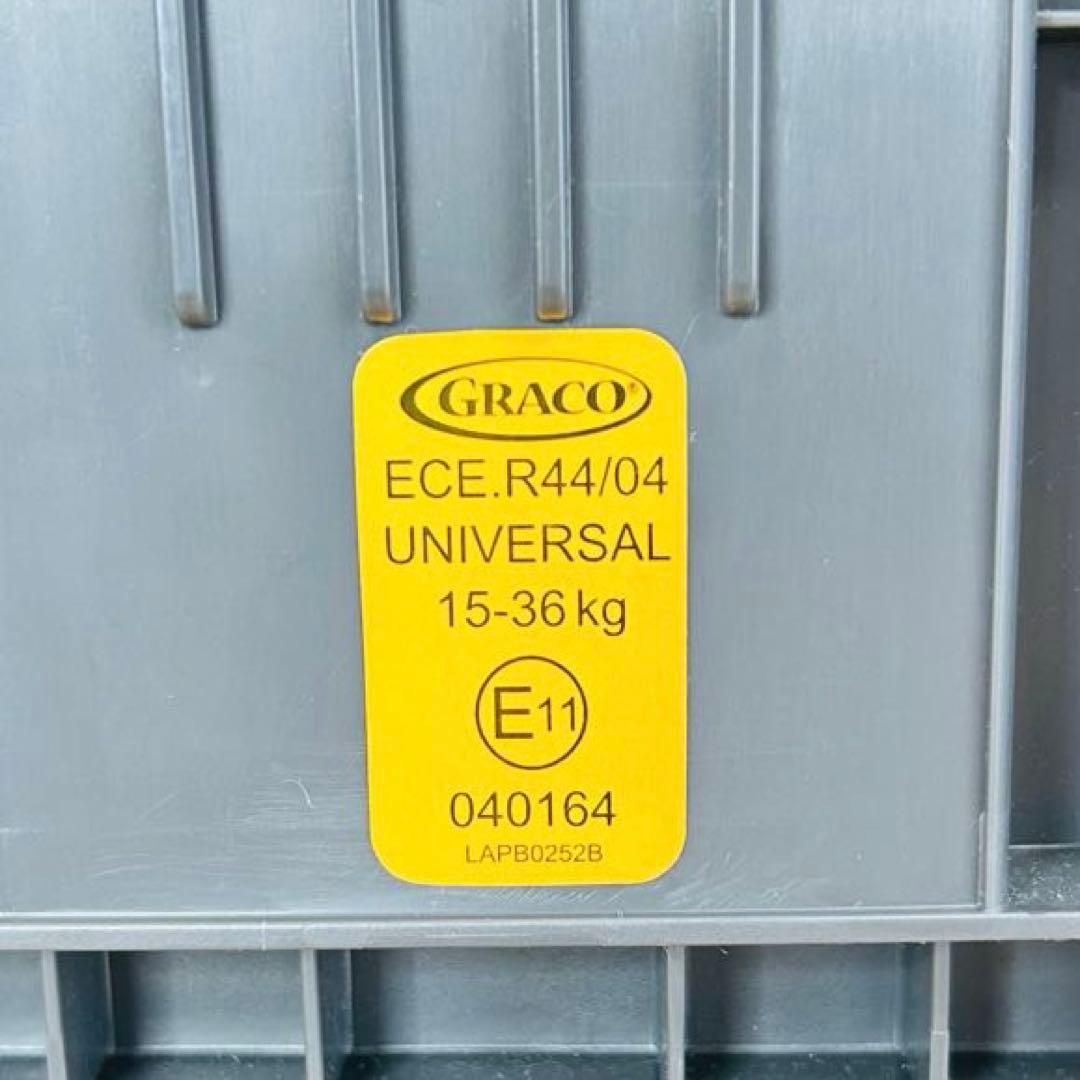 GRACO®
ECE.R44/04
UNIVERSAL
15-36 kg
E11
040164
LAPB0252B